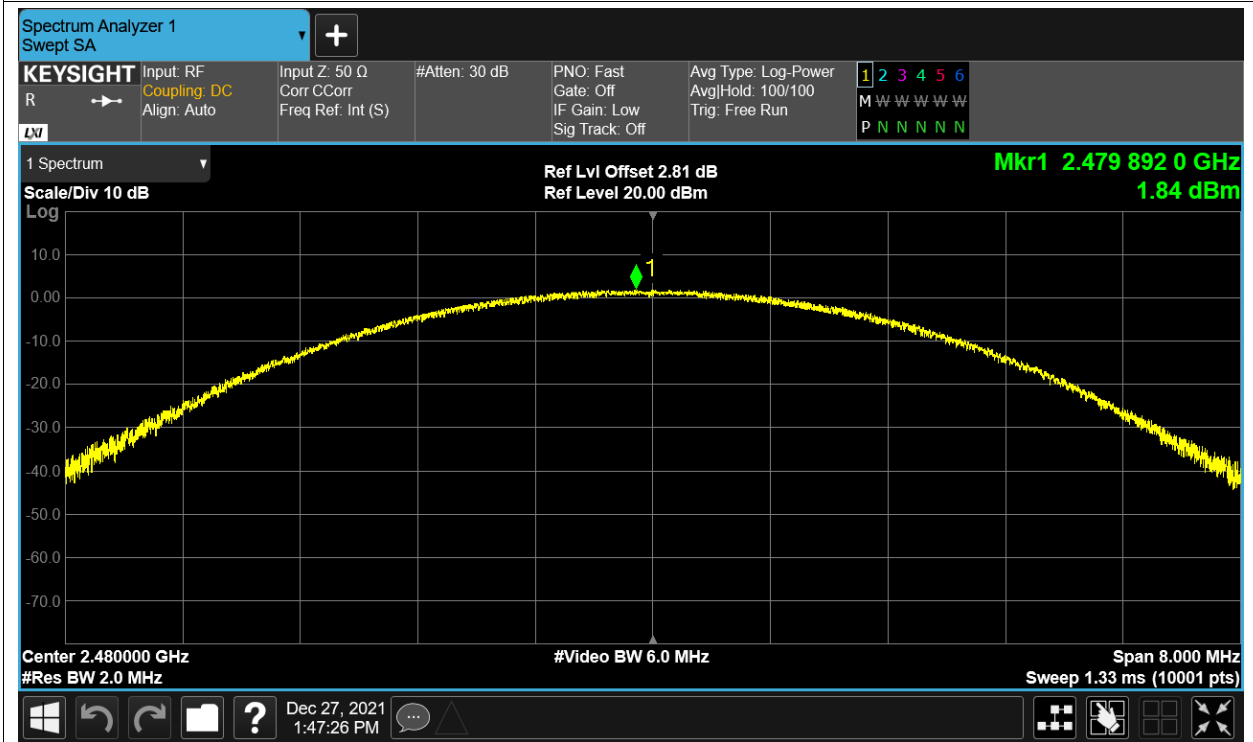 Spectrum Analyzer 1
Swept SA
+
KEYSIGHT
R
LXI
Input: RF
Coupling: DC
Align: Auto
Input Z: 50 Ω
Corr CCorr
Freq Ref: Int (S)
#Atten: 30 dB
PNO: Fast
Gate: Off
IF Gain: Low
Sig Track: Off
Avg Type: Log-Power
Avg|Hold: 100/100
Trig: Free Run
1 2 3 4 5 6
M W W W W W
P N N N N N
1 Spectrum
Scale/Div 10 dB
Log
Ref Lvl Offset 2.81 dB
Ref Level 20.00 dBm
Mkr1 2.479 892 0 GHz
1.84 dBm
1
10.0
0.00
-10.0
-20.0
-30.0
-40.0
-50.0
-60.0
-70.0
Center 2.480000 GHz
#Res BW 2.0 MHz
#Video BW 6.0 MHz
Span 8.000 MHz
Sweep 1.33 ms (10001 pts)
?
Dec 27, 2021
1:47:26 PM